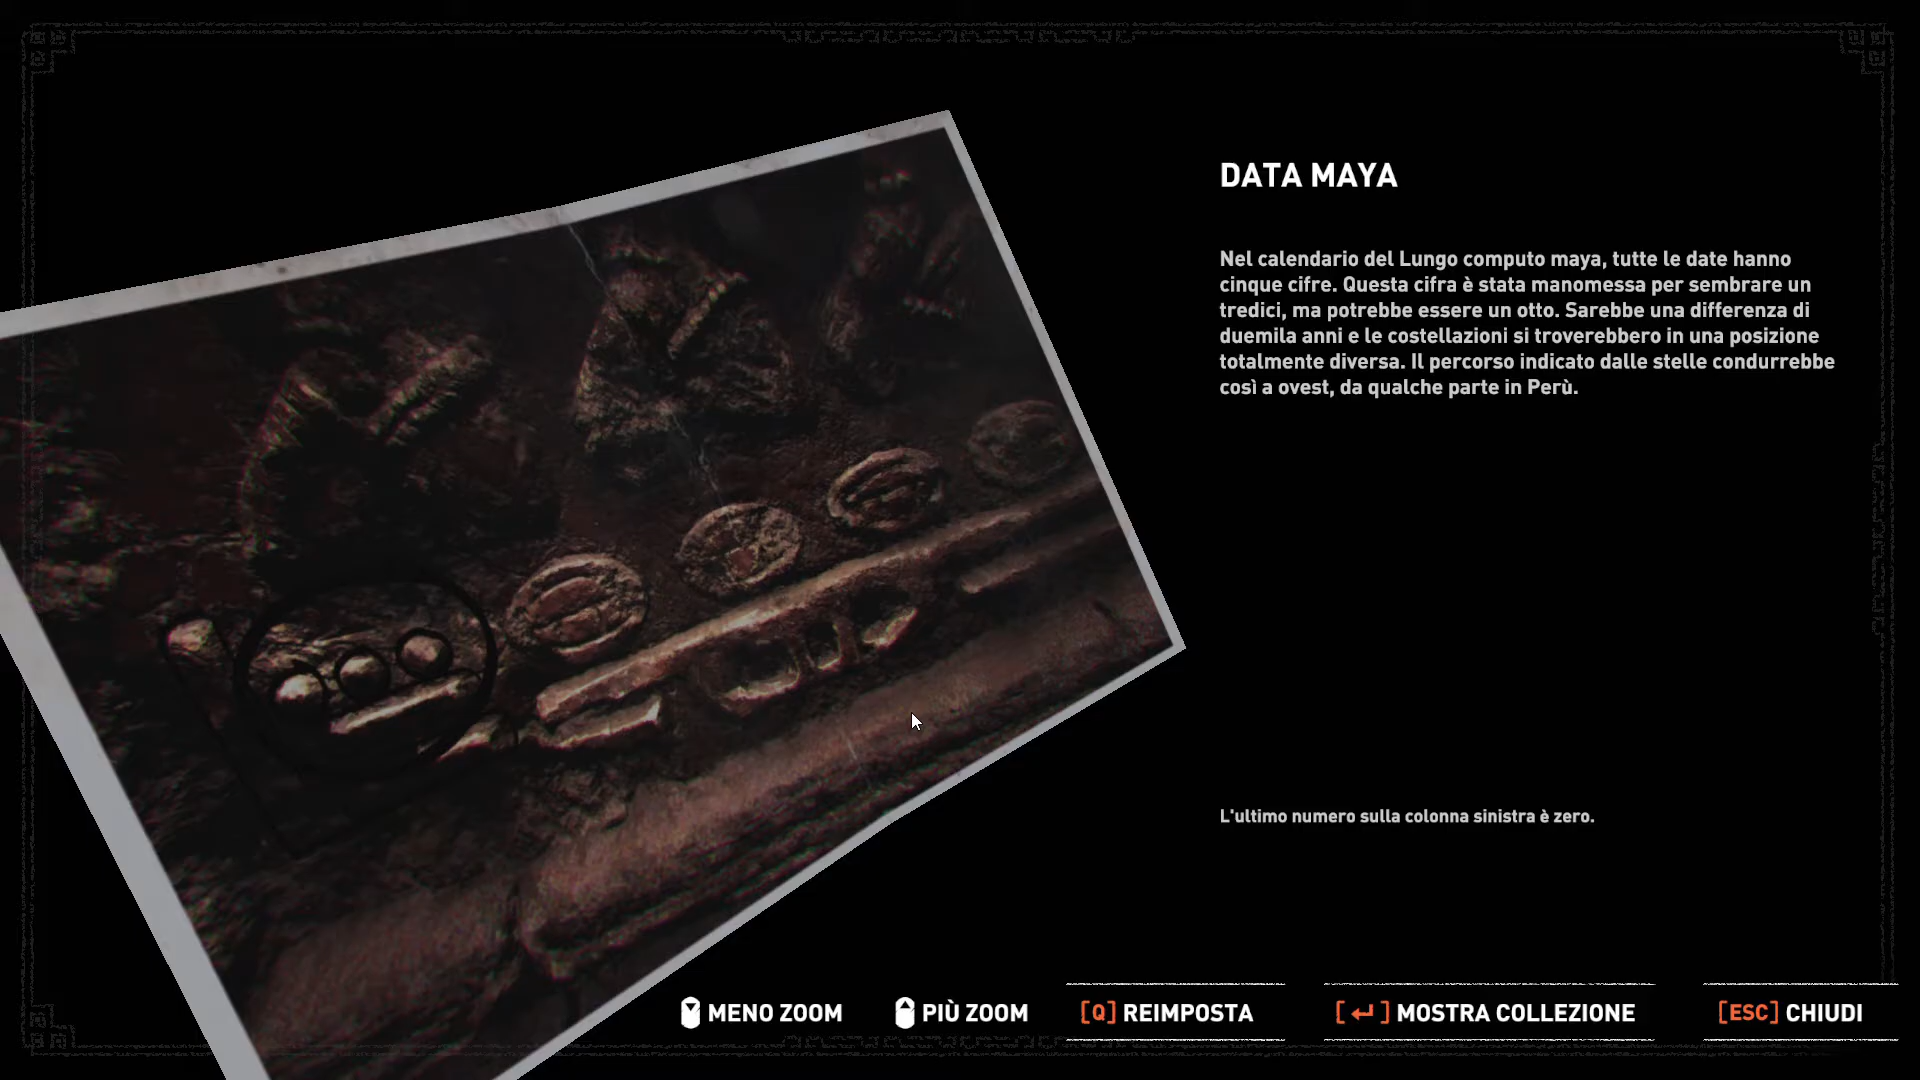 DATA MAYA
Nel calendario del Lungo computo maya, tutte le date hanno
cinque cifre. Questa cifra è stata manomessa per sembrare un
tredici, ma potrebbe essere un otto. Sarebbe una differenza di
duemila anni e le costellazioni si troverebbero in una posizione
totalmente diversa. Il percorso indicato dalle stelle condurrebbe
così a ovest, da qualche parte in Perù.
L'ultimo numero sulla colonna sinistra è zero.
MENO ZOOM PIÙ ZOOM [Q] REIMPOSTA [↵] MOSTRA COLLEZIONE [ESC] CHIUDI